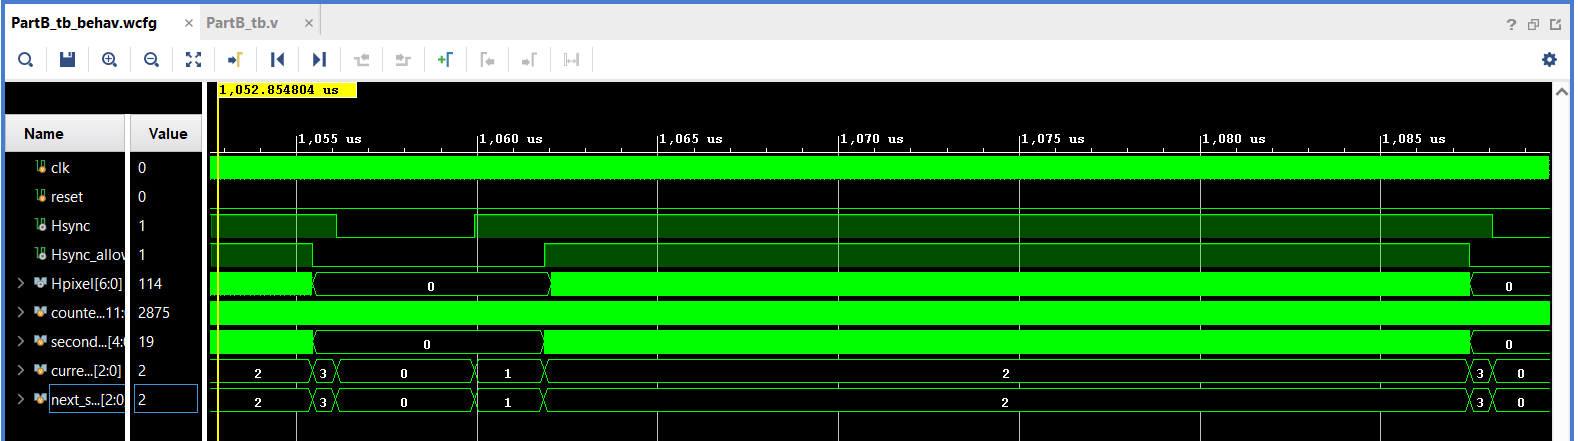 PartB_tb_behav.wcfg × PartB_tb.v × ?
1,052.854804 us
Name Value
1,055 us 1,060 us 1,065 us 1,070 us 1,075 us 1,080 us 1,085 us
clk 0
reset 0
Hsync 1
Hsync_allov 1
Hpixel[6:0] 114 0 0
counte...11: 2875
second...[4:( 19 0 0
curre...[2:0] 2 2 3 0 1 2 3 0
next_s...[2:0 2 2 3 0 1 2 3 0